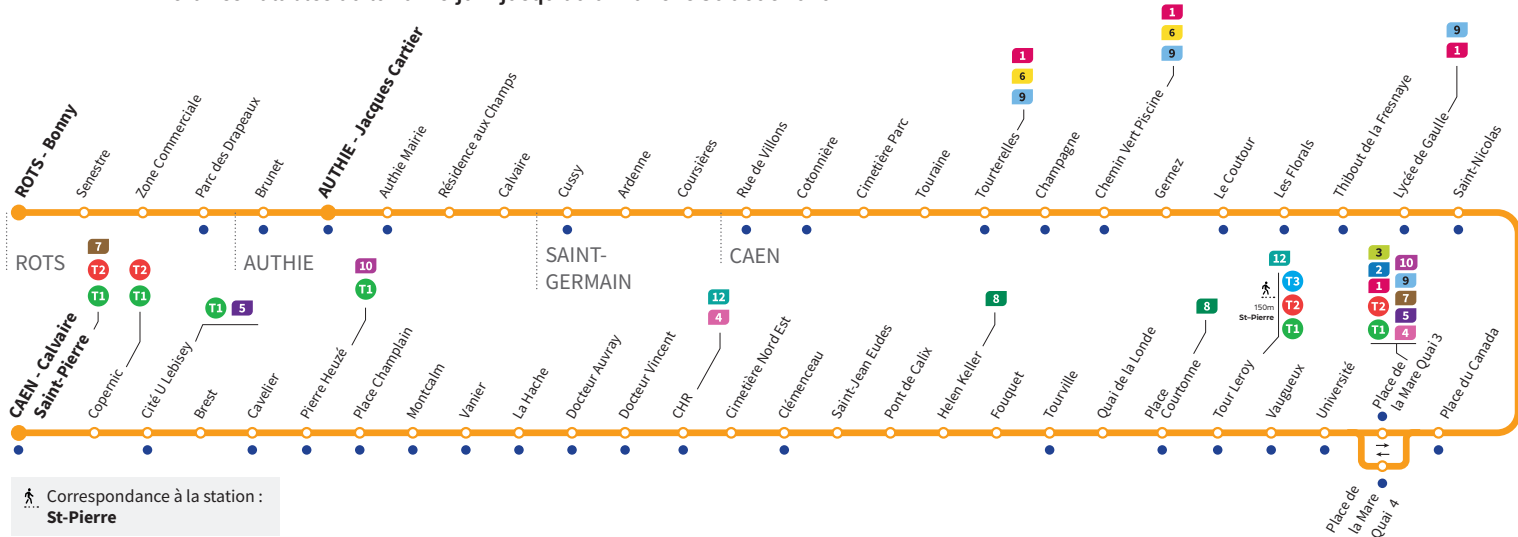 ROTS - Bonny
Senestre
Zone Commerciale
Parc des Drapeaux
Brunet
AUTHIE - Jacques Cartier
Authie Mairie
Résidence aux Champs
Calvaire
Cussy
Ardenne
Coursières
Rue de Villons
Cotonnière
Cimetière Parc
Touraine
1
6
9
Tourterelles
Champagne
1
6
9
Chemin Vert Piscine
Gernez
Le Coutour
Les Florals
Thibout de la Fresnaye
9
1
Lycée de Gaulle
Saint-Nicolas
ROTS
AUTHIE
SAINT-
GERMAIN
CAEN
7
T2
T1
CAEN - Calvaire
Saint-Pierre
T2
T1
Copernic
T1 5
Cité U Lebisey
Brest
Cavelier
10
T1
Pierre Heuzé
Place Champlain
Montcalm
Vanier
La Hache
Docteur Auvray
Docteur Vincent
12
4
CHR
Cimetière Nord Est
Clémenceau
Saint-Jean Eudes
Pont de Calix
8
Helen Keller
Fouquet
Tourville
Quai de la Londe
8
Place
Courtonne
12
T3
T2
T1
150m
St-Pierre
Tour Leroy
Vaugueux
Université
3
2 10
1 9
T2 7
5
T1 4
Place de
la Mare Quai 3
Place du Canada
Place de
la Mare
Quai 4
Correspondance à la station :
St-Pierre